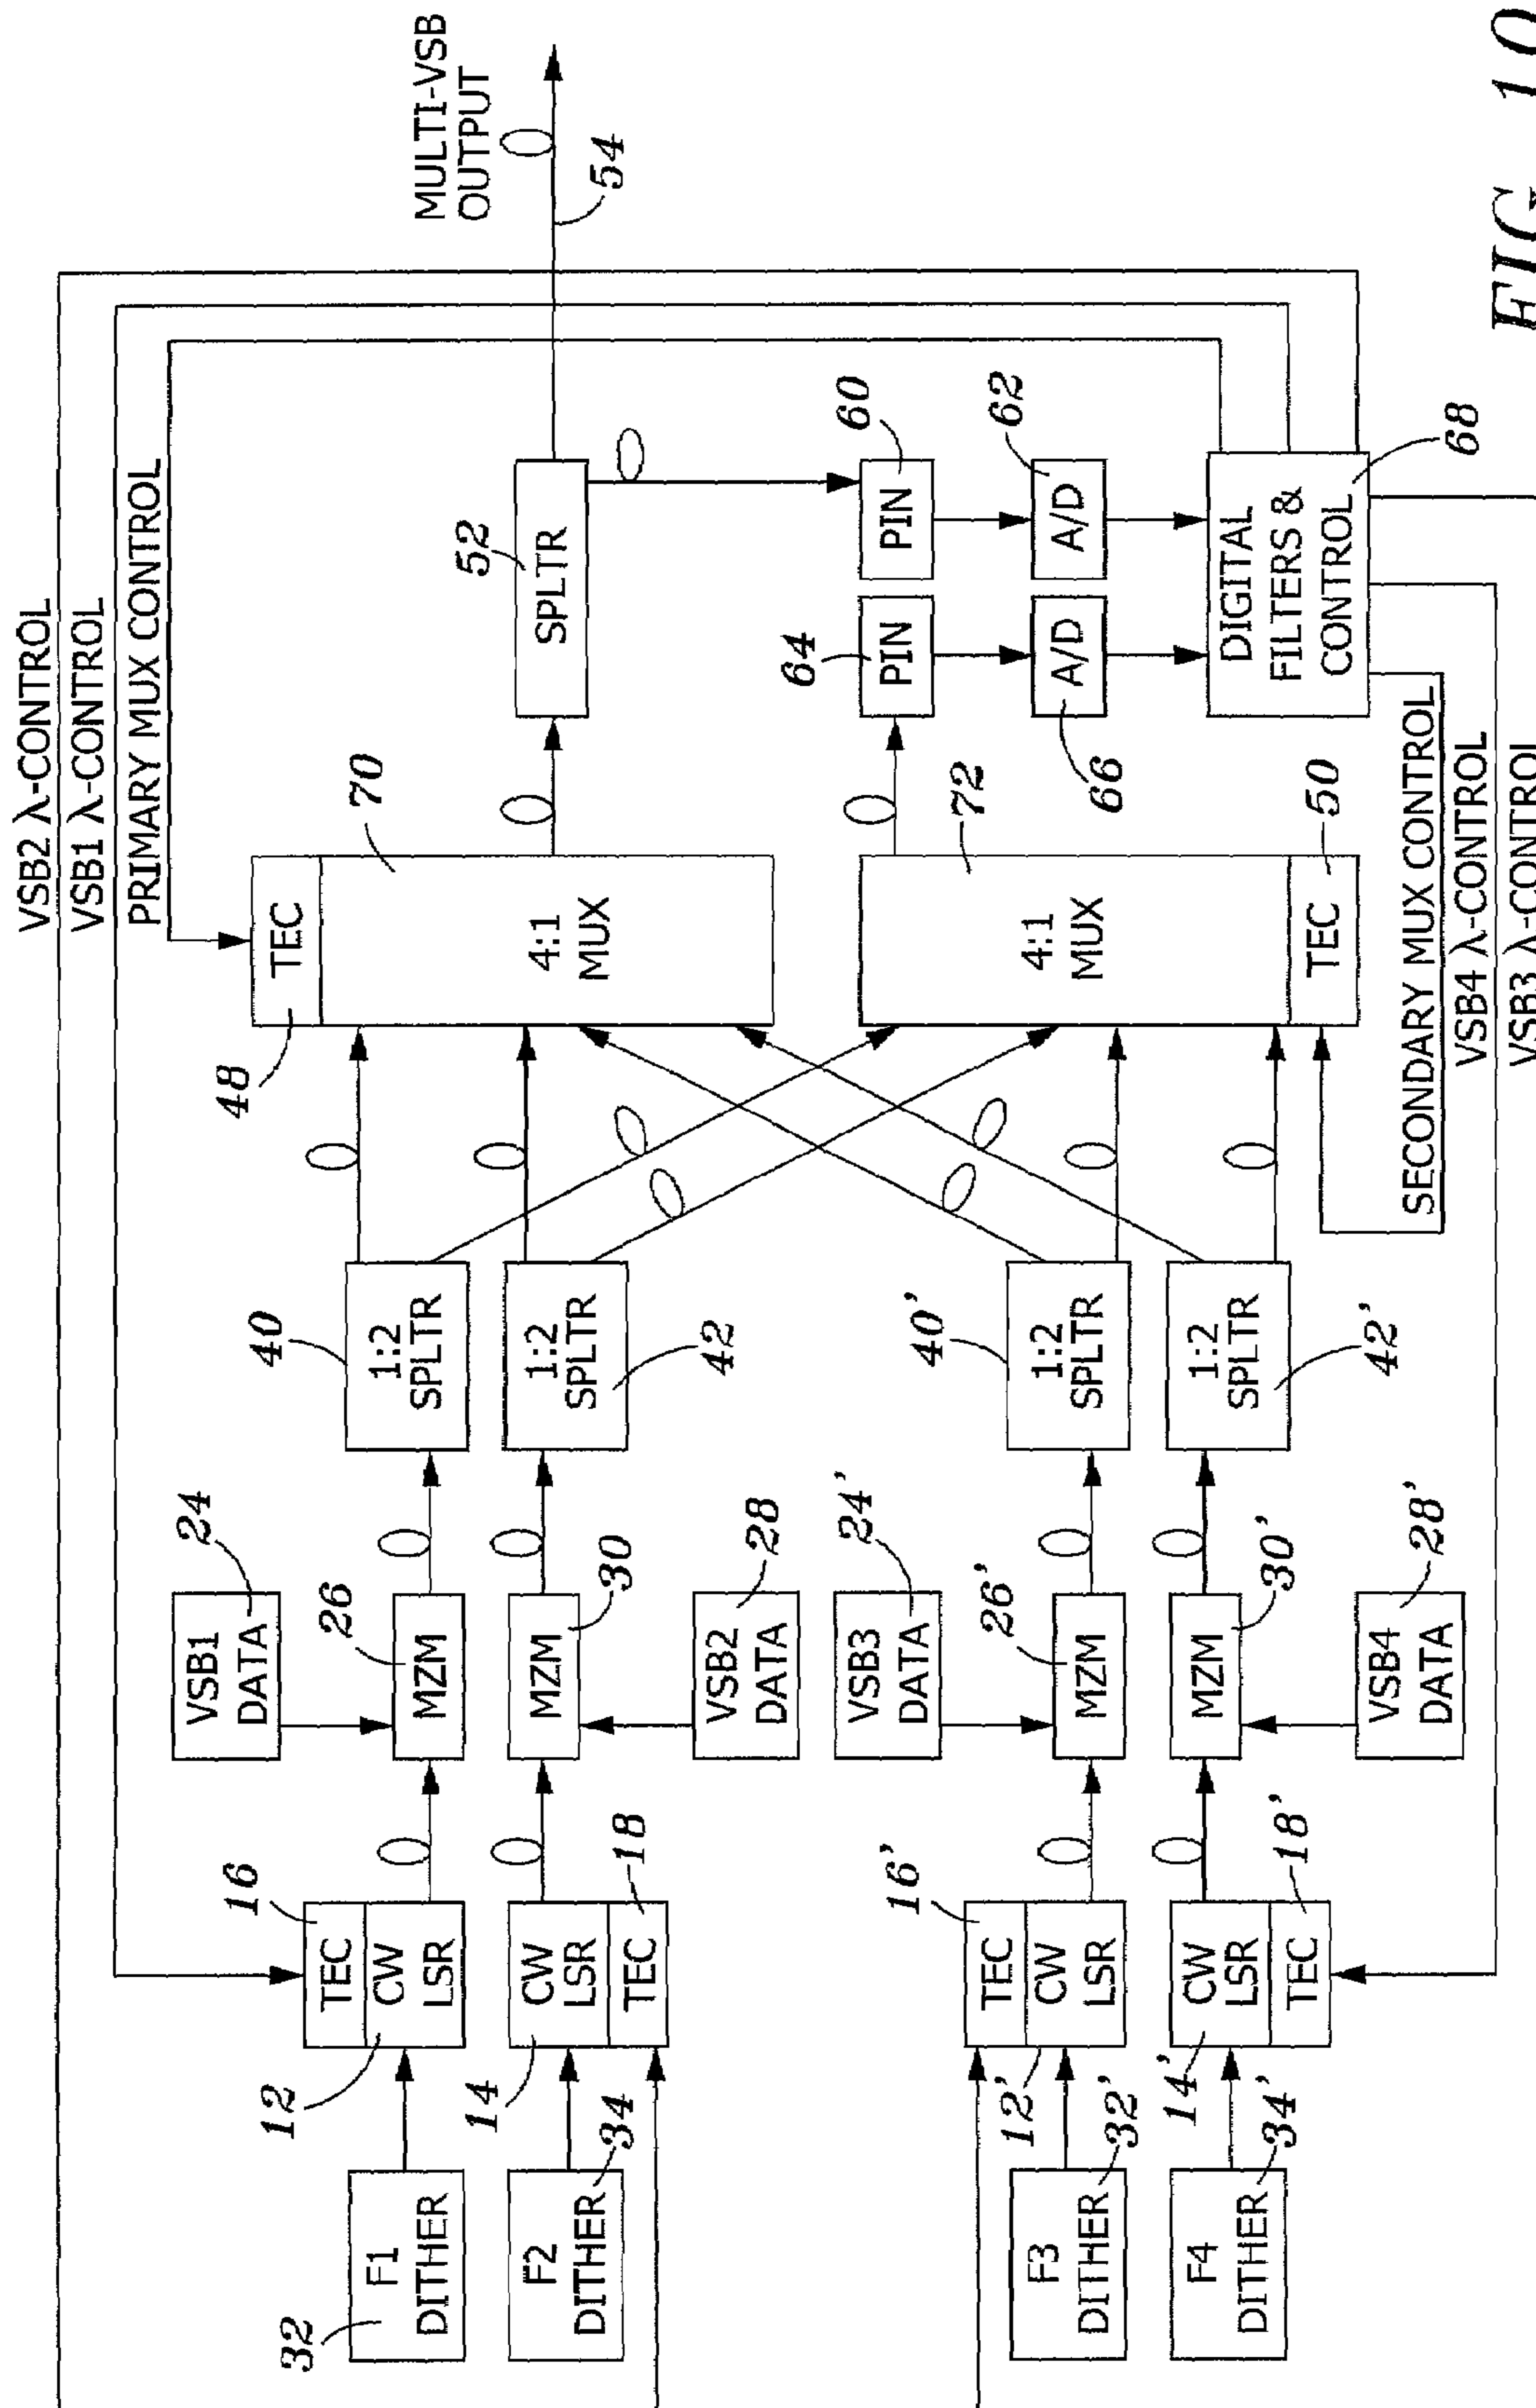 VSB2 λ-CONTROL
VSB1 λ-CONTROL
PRIMARY MUX CONTROL
MULTI-VSB
OUTPUT
54
32
F1
DITHER
12
16
TEC
CW
LSR
24
VSB1
DATA
26
MZM
40
1:2
SPLTR
48
TEC
70
4:1
MUX
52
SPLTR
34
F2
DITHER
14
CW
LSR
TEC
18
MZM
30
VSB2
DATA
28
1:2
SPLTR
42
64
PIN
60
PIN
66
A/D
62
A/D
DIGITAL
FILTERS &
CONTROL
68
32'
F3
DITHER
12'
16'
TEC
CW
LSR
24'
VSB3
DATA
26'
MZM
40'
1:2
SPLTR
72
4:1
MUX
TEC
50
34'
F4
DITHER
14'
CW
LSR
TEC
18'
MZM
30'
VSB4
DATA
28'
1:2
SPLTR
42'
SECONDARY MUX CONTROL
VSB4 λ-CONTROL
VSB3 λ-CONTROL
FIG. 10